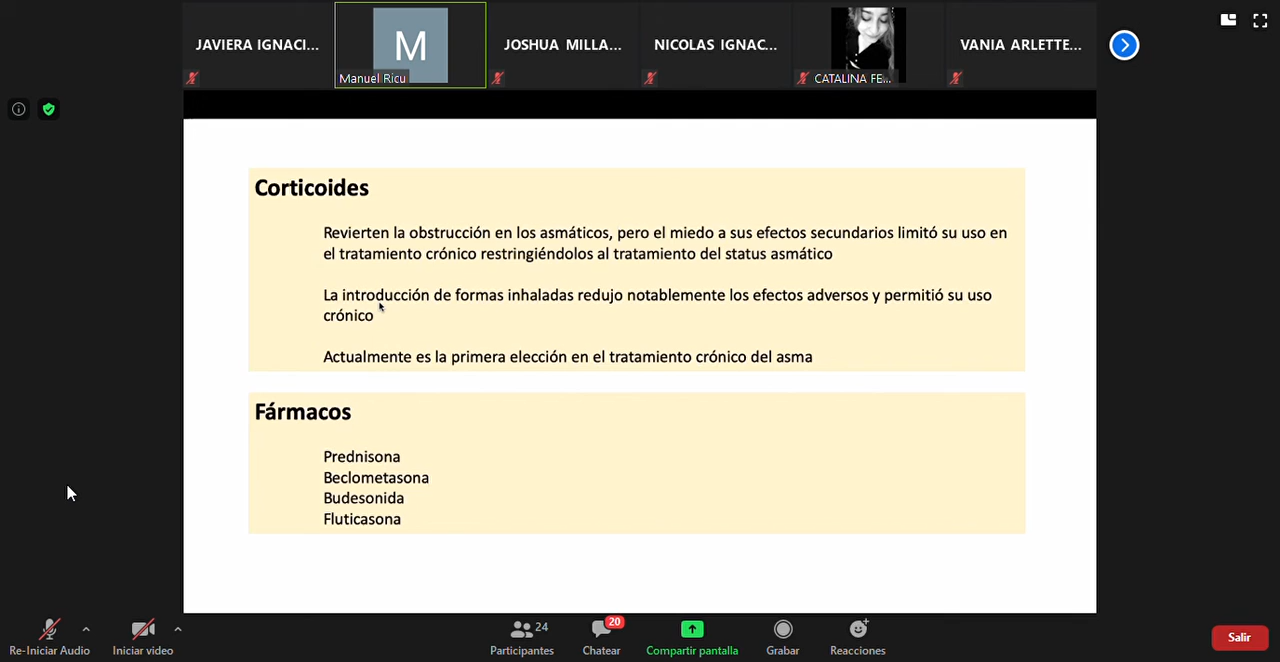 JAVIERA IGNACI...
M
Manuel Ricu
JOSHUA MILLA...
NICOLAS IGNAC...
CATALINA FE...
VANIA ARLETTE...
Corticoides
Revierten la obstrucción en los asmáticos, pero el miedo a sus efectos secundarios limitó su uso en
el tratamiento crónico restringiéndolos al tratamiento del status asmático
La introducción de formas inhaladas redujo notablemente los efectos adversos y permitió su uso
crónico
Actualmente es la primera elección en el tratamiento crónico del asma
Fármacos
Prednisona
Beclometasona
Budesonida
Fluticasona
Re-Iniciar Audio
Iniciar video
24
Participantes
20
Chatear
Compartir pantalla
Grabar
Reacciones
Salir